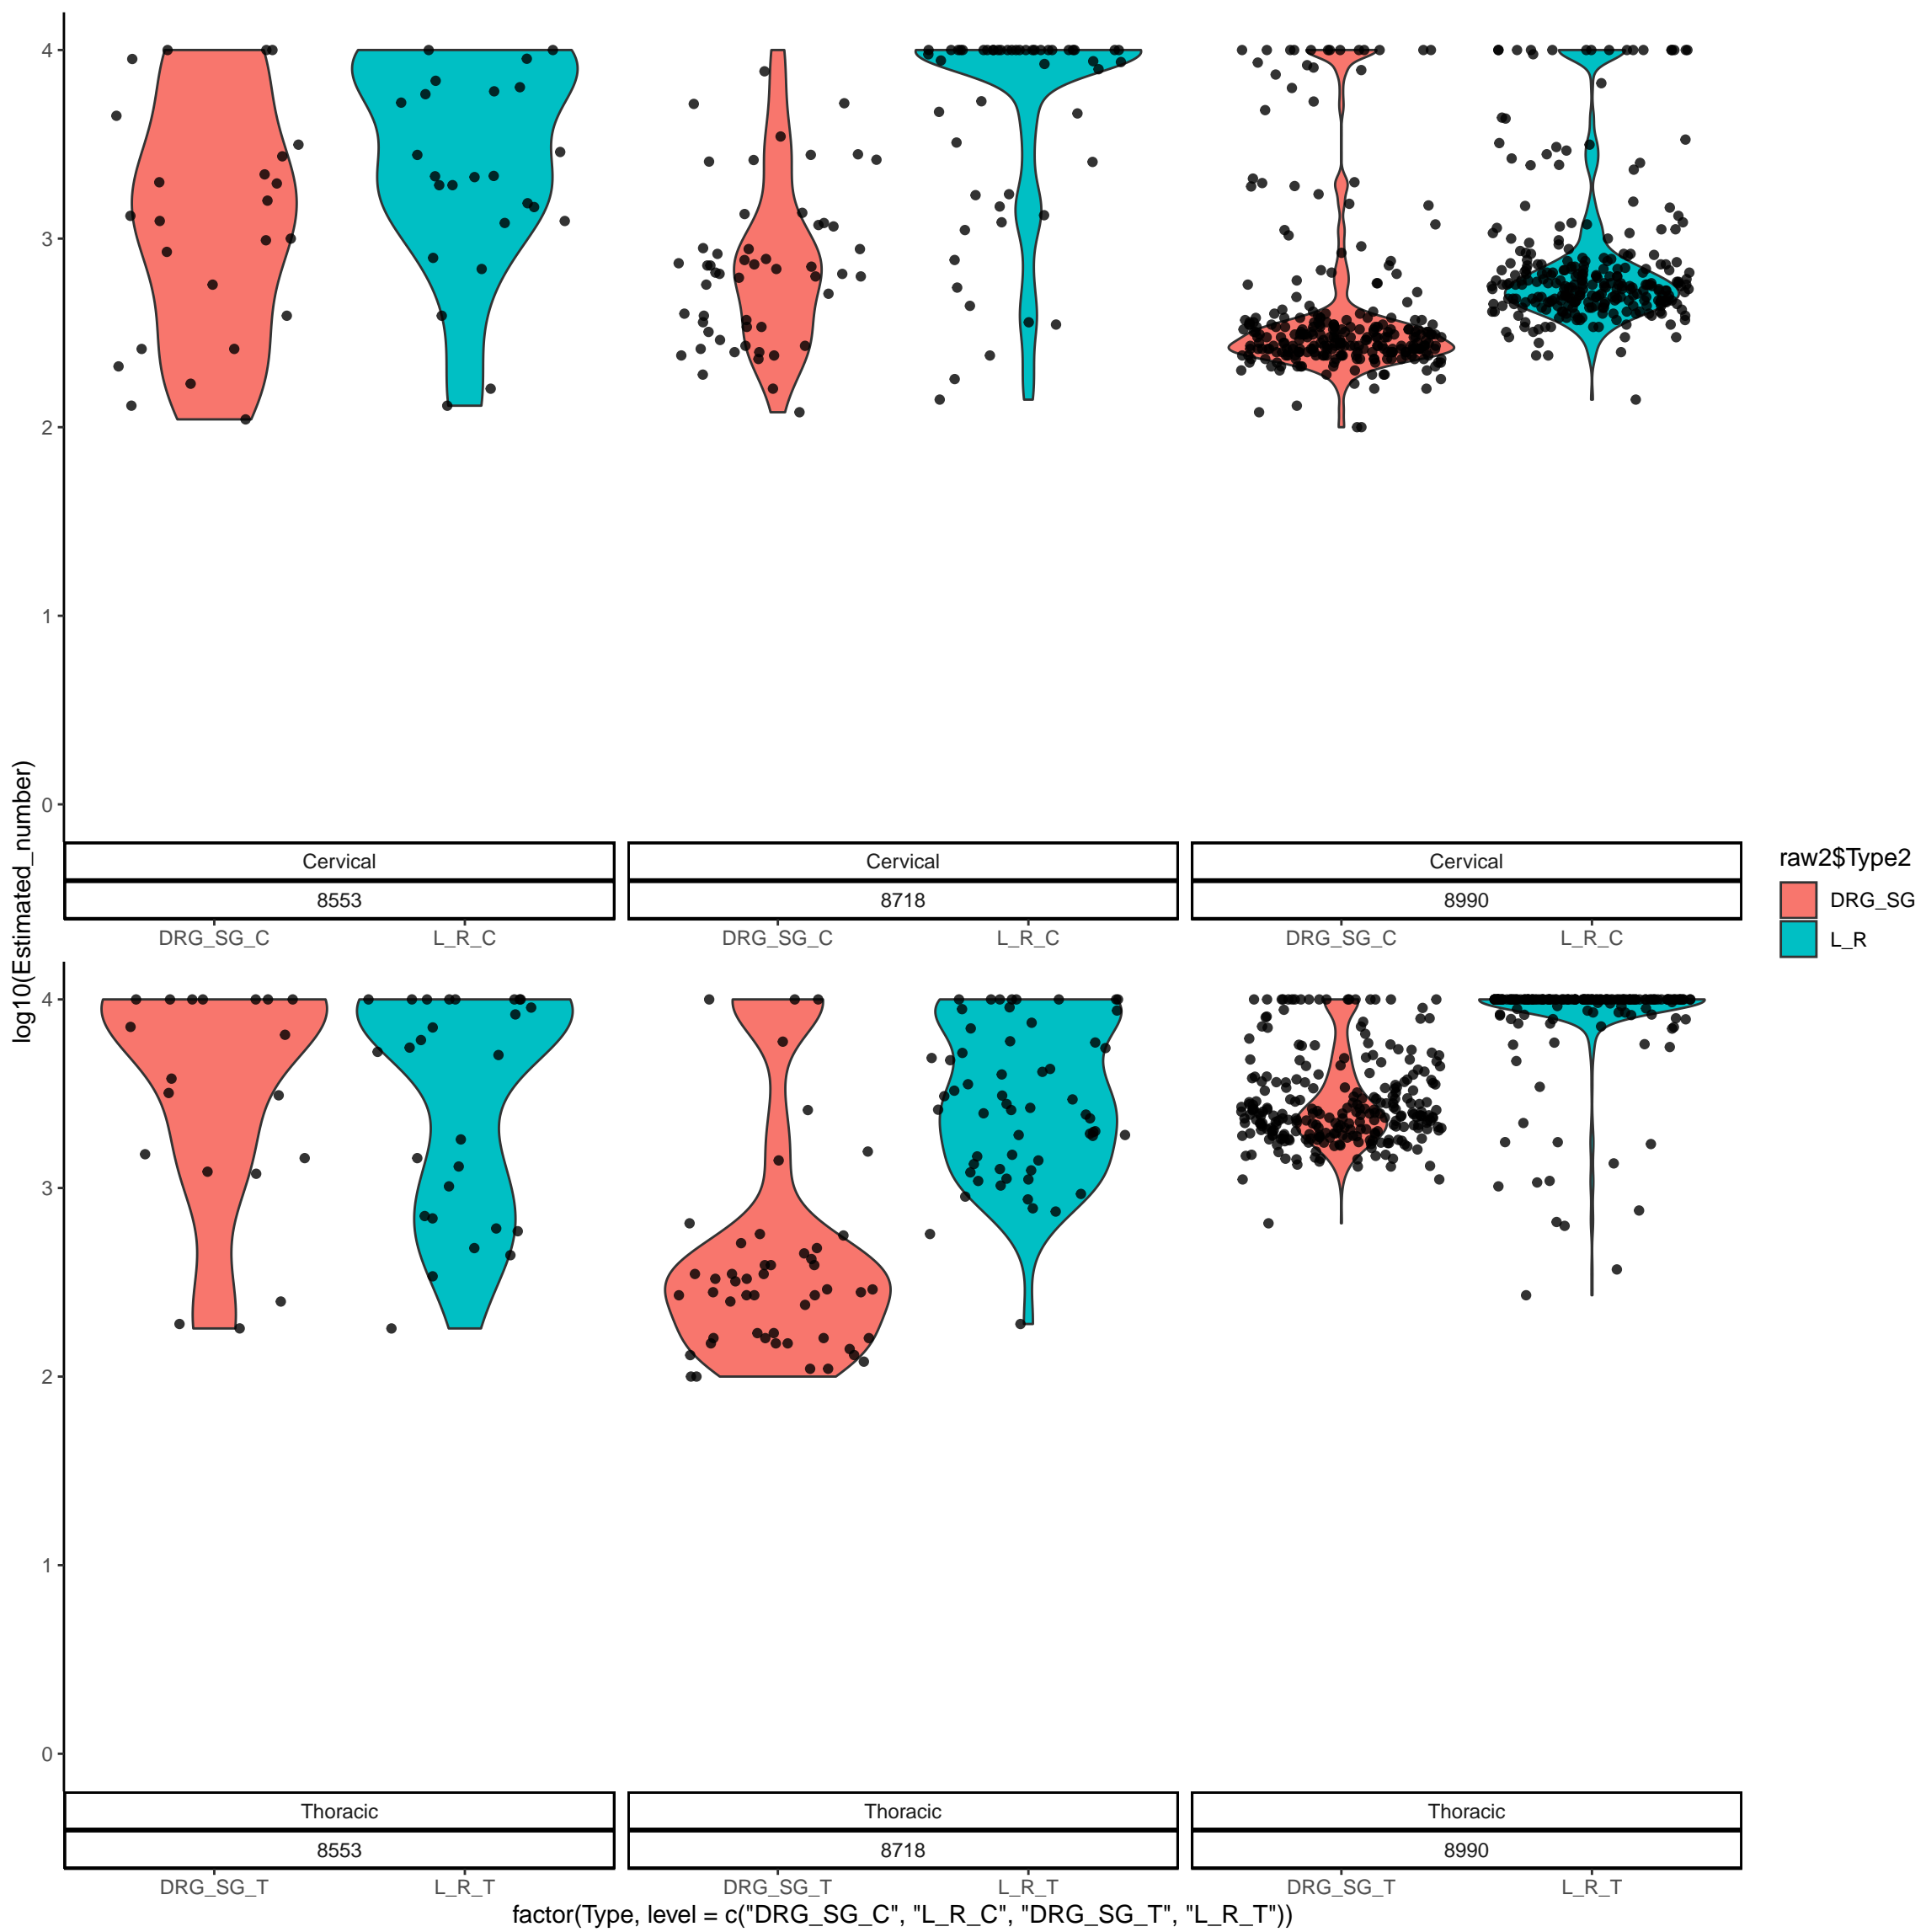 4
3
2
1
0
log10(Estimated_number)
Cervical
8553
DRG_SG_C
L_R_C
Cervical
8718
DRG_SG_C
L_R_C
Cervical
8990
DRG_SG_C
L_R_C
raw2$Type2
DRG_SG
L_R
4
3
2
1
0
Thoracic
8553
DRG_SG_T
L_R_T
Thoracic
8718
DRG_SG_T
L_R_T
Thoracic
8990
DRG_SG_T
L_R_T
factor(Type, level = c("DRG_SG_C", "L_R_C", "DRG_SG_T", "L_R_T"))